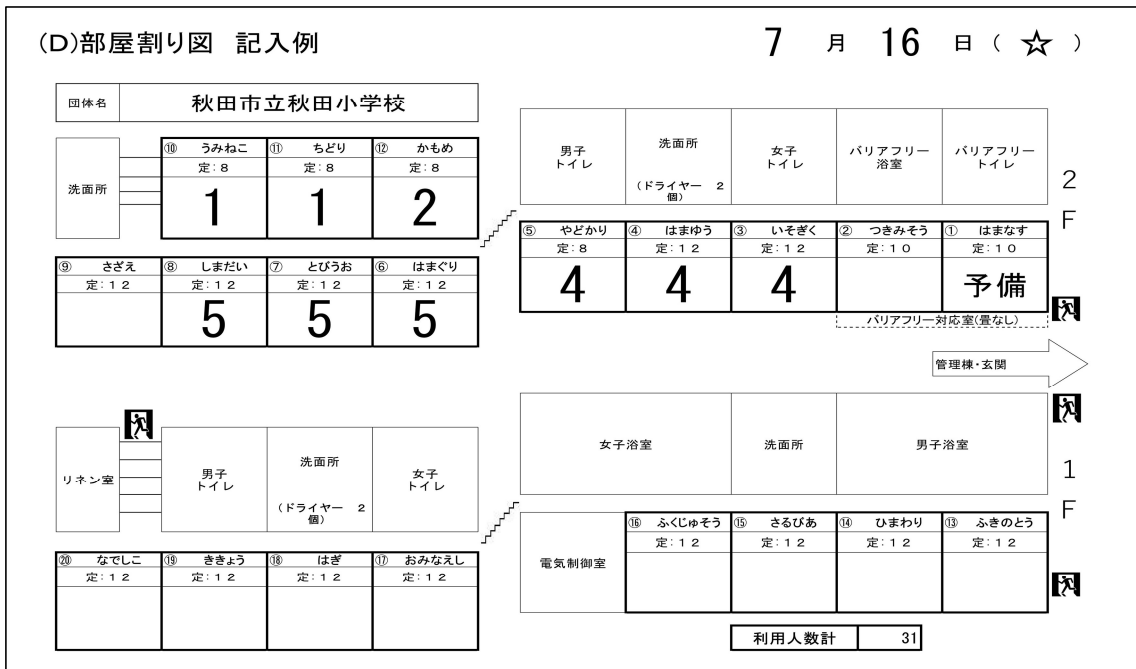 (D)部屋割り図 記入例
7 月 16 日 ( ☆ )
団体名 秋田市立秋田小学校
洗面所
⑩ うみねこ ⑪ ちどり ⑫ かもめ
定:8 定:8 定:8
1 1 2
⑨ さざえ ⑧ しまだい ⑦ とびうお ⑥ はまぐり
定:12 定:12 定:12 定:12
5 5 5
男子
トイレ
洗面所
(ドライヤー 2
個)
女子
トイレ
バリアフリー
浴室
バリアフリー
トイレ
2
F
⑤ やどかり ④ はまゆう ③ いそぎく ② つきみそう ① はまなす
定:8 定:12 定:12 定:10 定:10
4 4 4 予備
バリアフリー対応室(畳なし)
管理棟・玄関
リネン室
男子
トイレ
洗面所
(ドライヤー 2
個)
女子
トイレ
⑳ なでしこ ⑲ ききょう ⑱ はぎ ⑰ おみなえし
定:12 定:12 定:12 定:12
女子浴室 洗面所 男子浴室
1
F
電気制御室
⑯ ふくじゅそう ⑮ さるびあ ⑭ ひまわり ⑬ ふきのとう
定:12 定:12 定:12 定:12
利用人数計 31